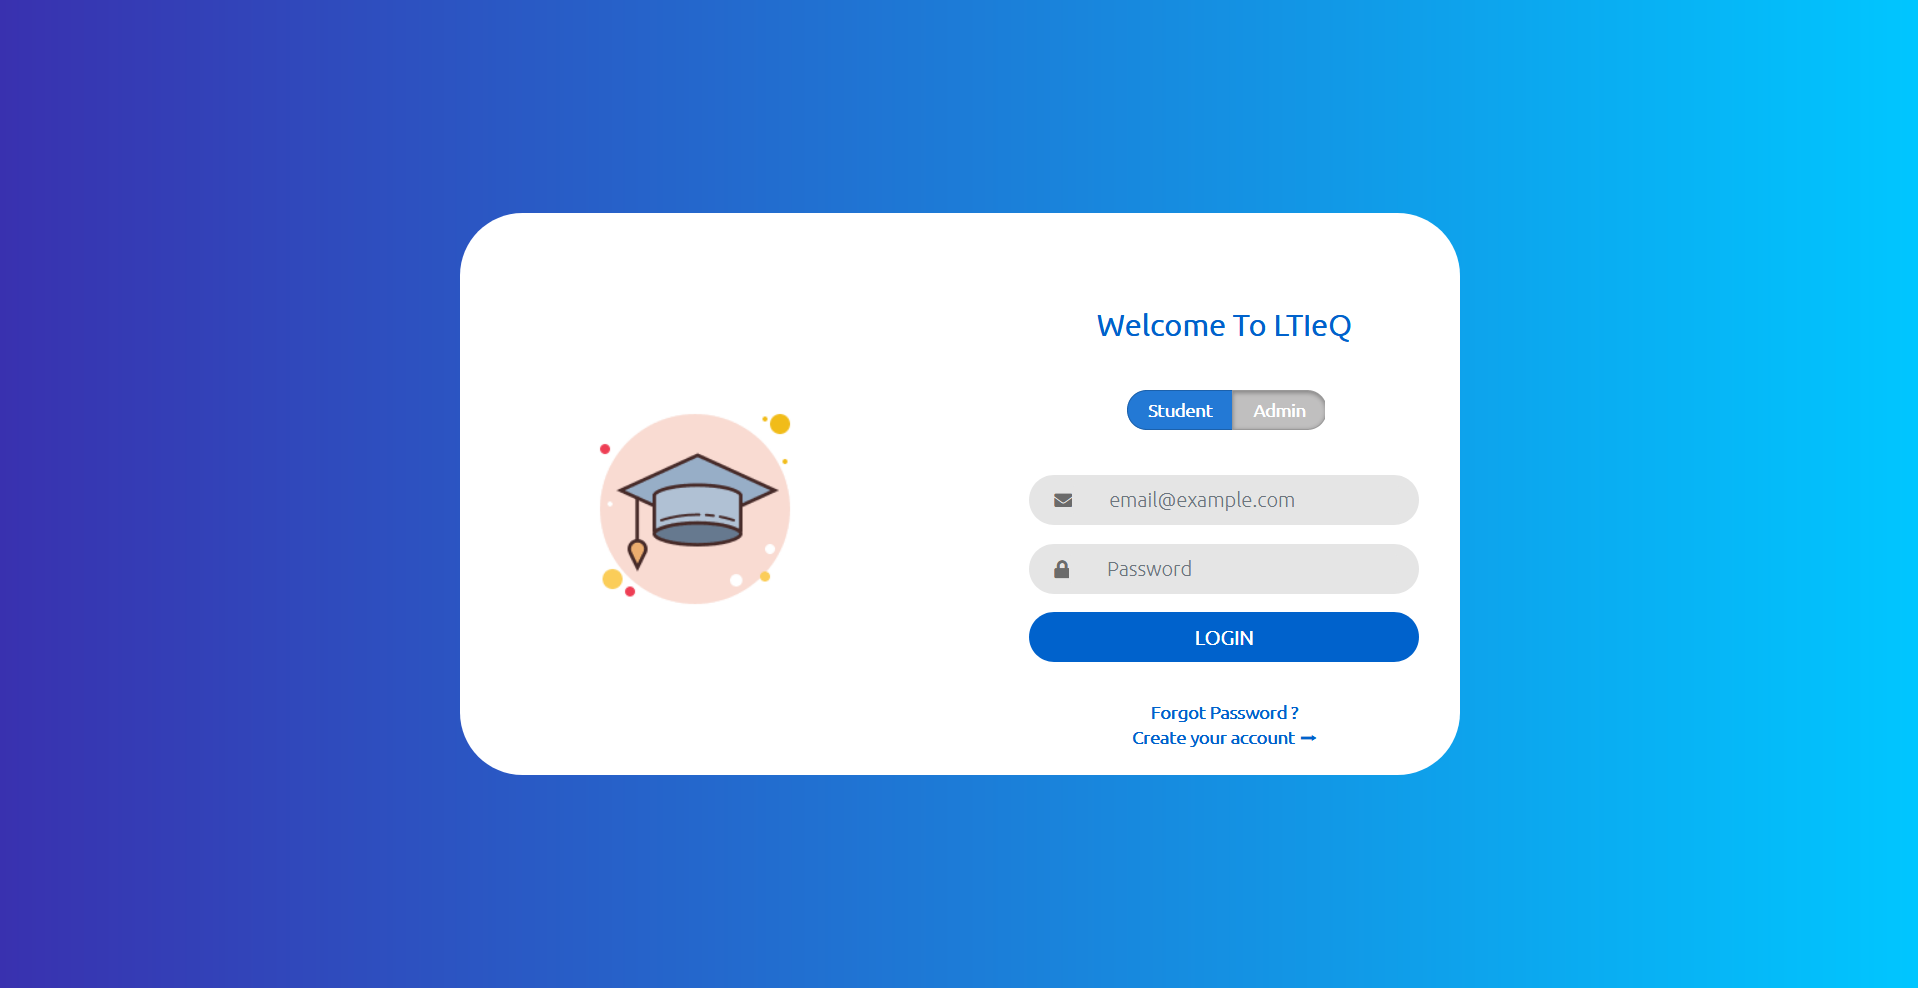 Welcome To LTIeQ
Student Admin
email@example.com
Password
LOGIN
Forgot Password ?
Create your account